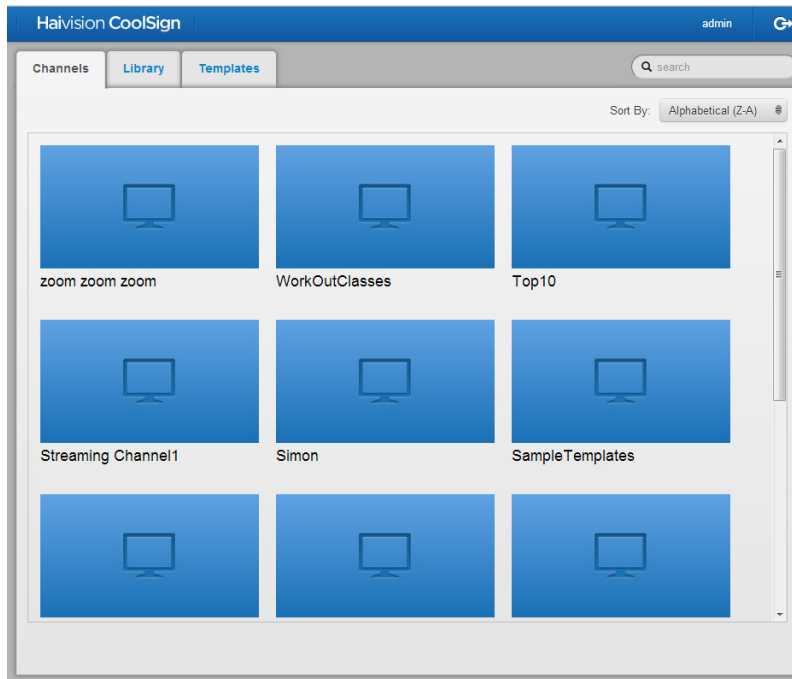 Haivision CoolSign
admin
Channels
Library
Templates
search
Sort By:
Alphabetical (Z-A)
zoom zoom zoom
WorkOutClasses
Top10
Streaming Channel1
Simon
SampleTemplates